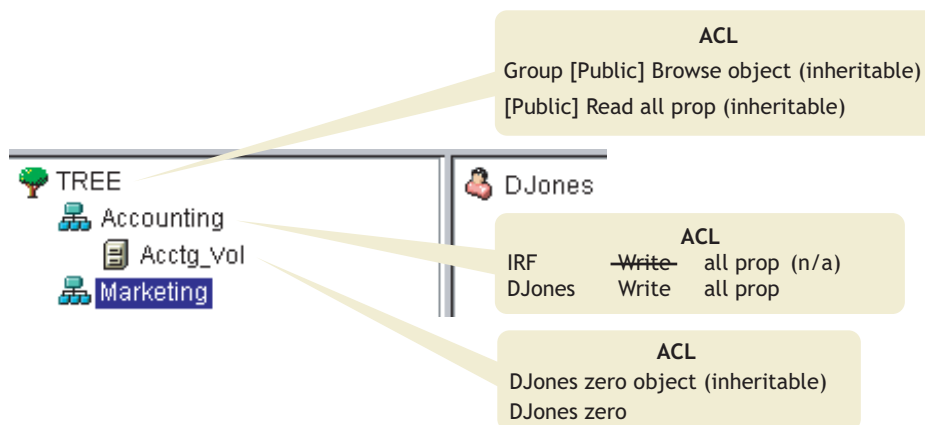 ACL
Group [Public] Browse object (inheritable)
[Public] Read all prop (inheritable)
TREE
DJones
Accounting
Acctg_Vol
Marketing
ACL
IRF Write all prop (n/a)
DJones Write all prop
ACL
DJones zero object (inheritable)
DJones zero